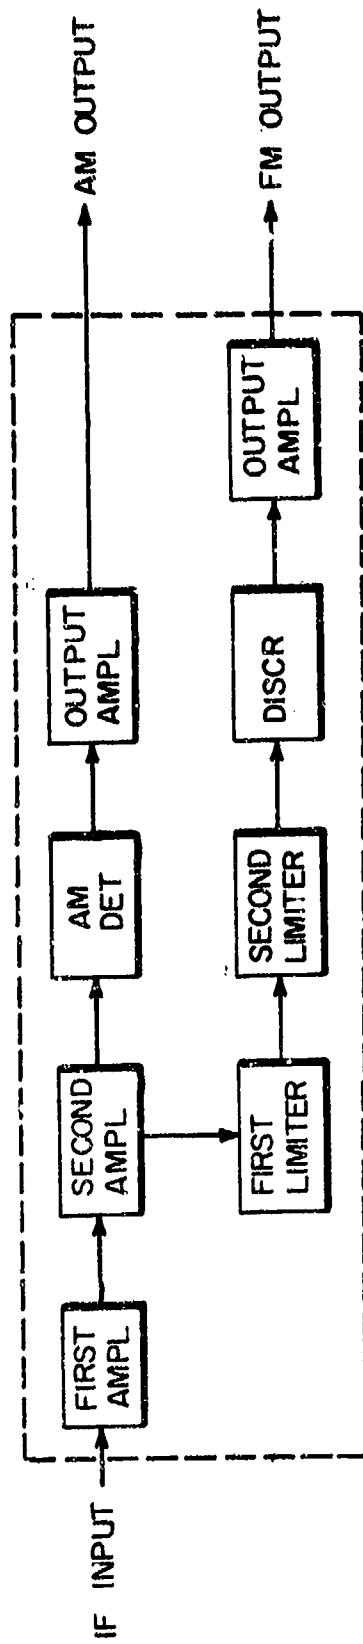 IF INPUT
FIRST
AMPL
SECOND
AMPL
AM
DET
OUTPUT
AMPL
AM OUTPUT
FIRST
LIMITER
SECOND
LIMITER
DISCR
OUTPUT
AMPL
FM OUTPUT